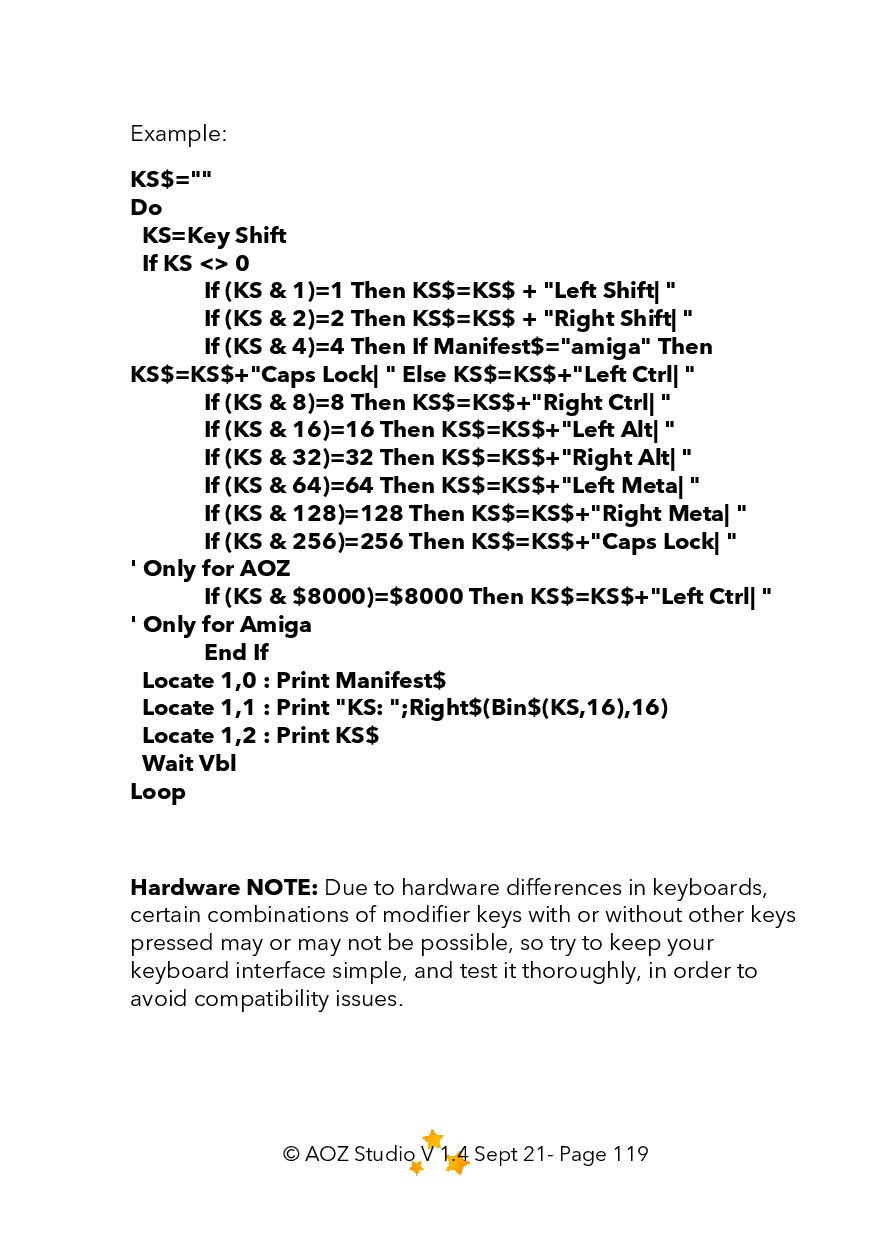 Example:
KS$=""
Do
KS=Key Shift
If KS <> 0
If (KS & 1)=1 Then KS$=KS$ + "Left Shift| "
If (KS & 2)=2 Then KS$=KS$ + "Right Shift| "
If (KS & 4)=4 Then If Manifest$="amiga" Then
KS$=KS$+"Caps Lock| " Else KS$=KS$+"Left Ctrl| "
If (KS & 8)=8 Then KS$=KS$+"Right Ctrl| "
If (KS & 16)=16 Then KS$=KS$+"Left Alt| "
If (KS & 32)=32 Then KS$=KS$+"Right Alt| "
If (KS & 64)=64 Then KS$=KS$+"Left Meta| "
If (KS & 128)=128 Then KS$=KS$+"Right Meta| "
If (KS & 256)=256 Then KS$=KS$+"Caps Lock| "
' Only for AOZ
If (KS & $8000)=$8000 Then KS$=KS$+"Left Ctrl| "
' Only for Amiga
End If
Locate 1,0 : Print Manifest$
Locate 1,1 : Print "KS: ";Right$(Bin$(KS,16),16)
Locate 1,2 : Print KS$
Wait Vbl
Loop
Hardware NOTE: Due to hardware differences in keyboards,
certain combinations of modifier keys with or without other keys
pressed may or may not be possible, so try to keep your
keyboard interface simple, and test it thoroughly, in order to
avoid compatibility issues.
© AOZ Studio V 1.4 Sept 21- Page 119